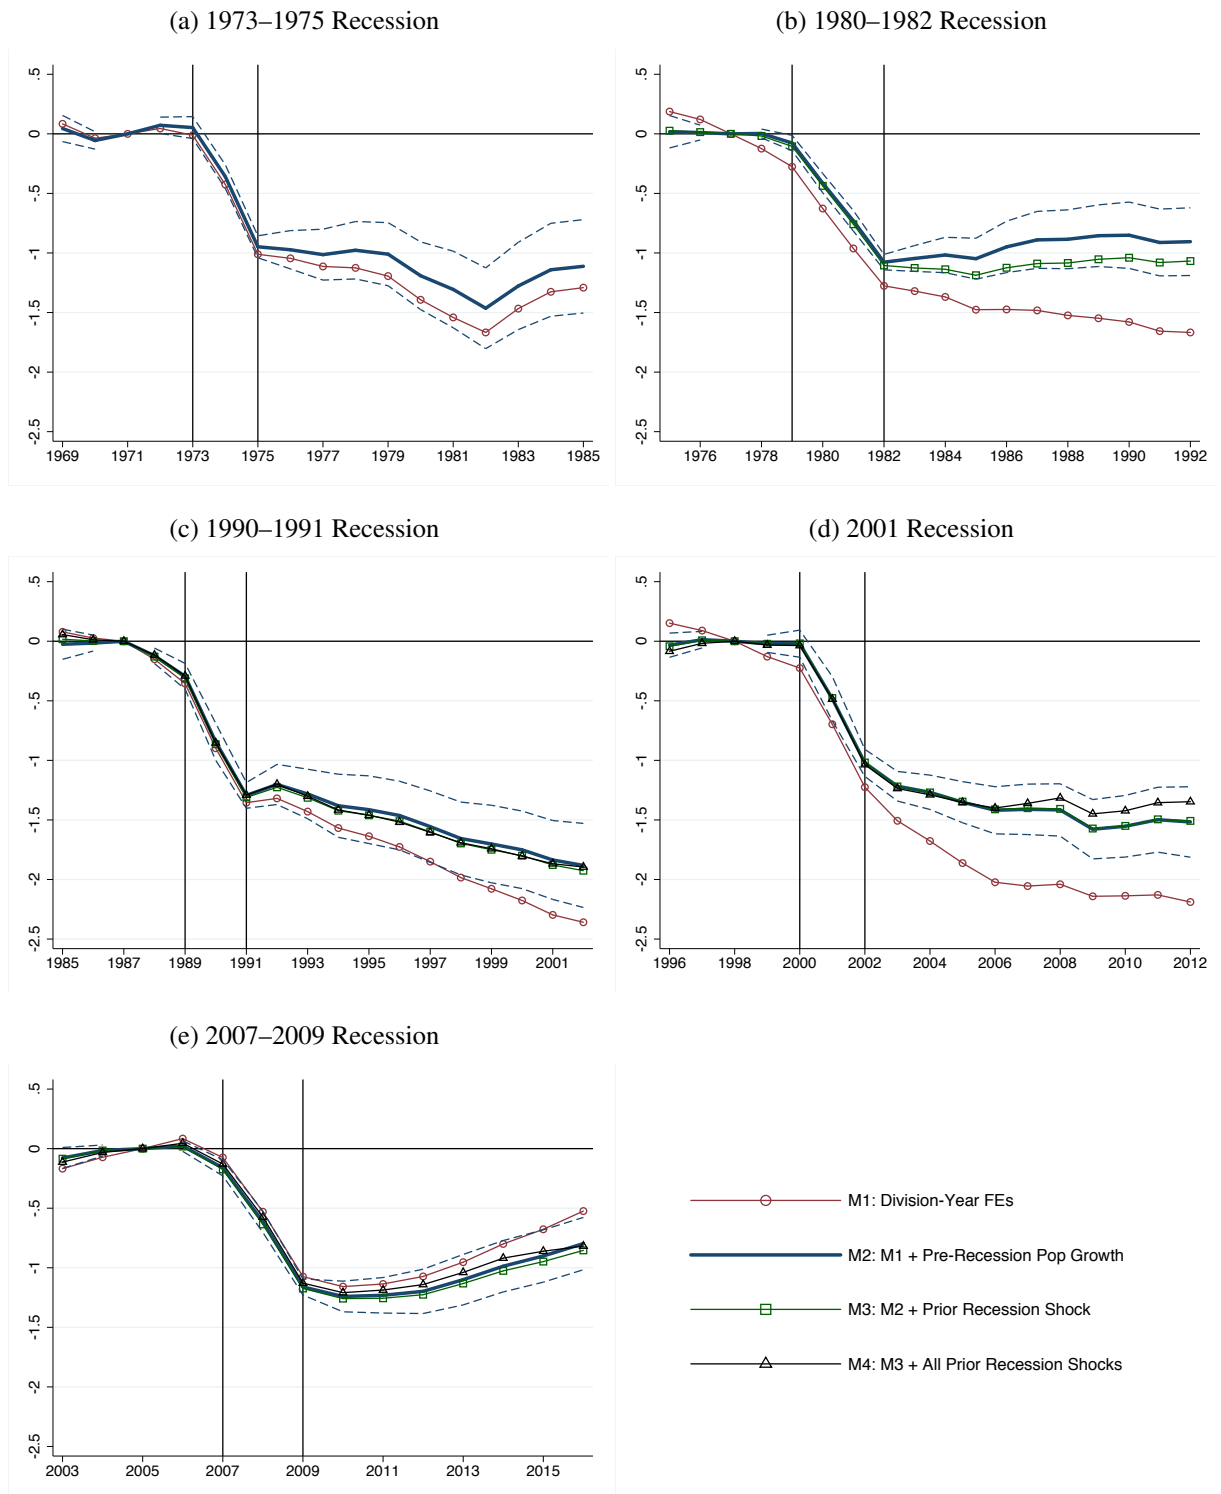 (a) 1973–1975 Recession
.5
0
-.5
-1
-1.5
-2
-2.5
1969 1971 1973 1975 1977 1979 1981 1983 1985
(b) 1980–1982 Recession
.5
0
-.5
-1
-1.5
-2
-2.5
1976 1978 1980 1982 1984 1986 1988 1990 1992
(c) 1990–1991 Recession
.5
0
-.5
-1
-1.5
-2
-2.5
1985 1987 1989 1991 1993 1995 1997 1999 2001
(d) 2001 Recession
.5
0
-.5
-1
-1.5
-2
-2.5
1996 1998 2000 2002 2004 2006 2008 2010 2012
(e) 2007–2009 Recession
.5
0
-.5
-1
-1.5
-2
-2.5
2003 2005 2007 2009 2011 2013 2015
M1: Division-Year FEs
M2: M1 + Pre-Recession Pop Growth
M3: M2 + Prior Recession Shock
M4: M3 + All Prior Recession Shocks